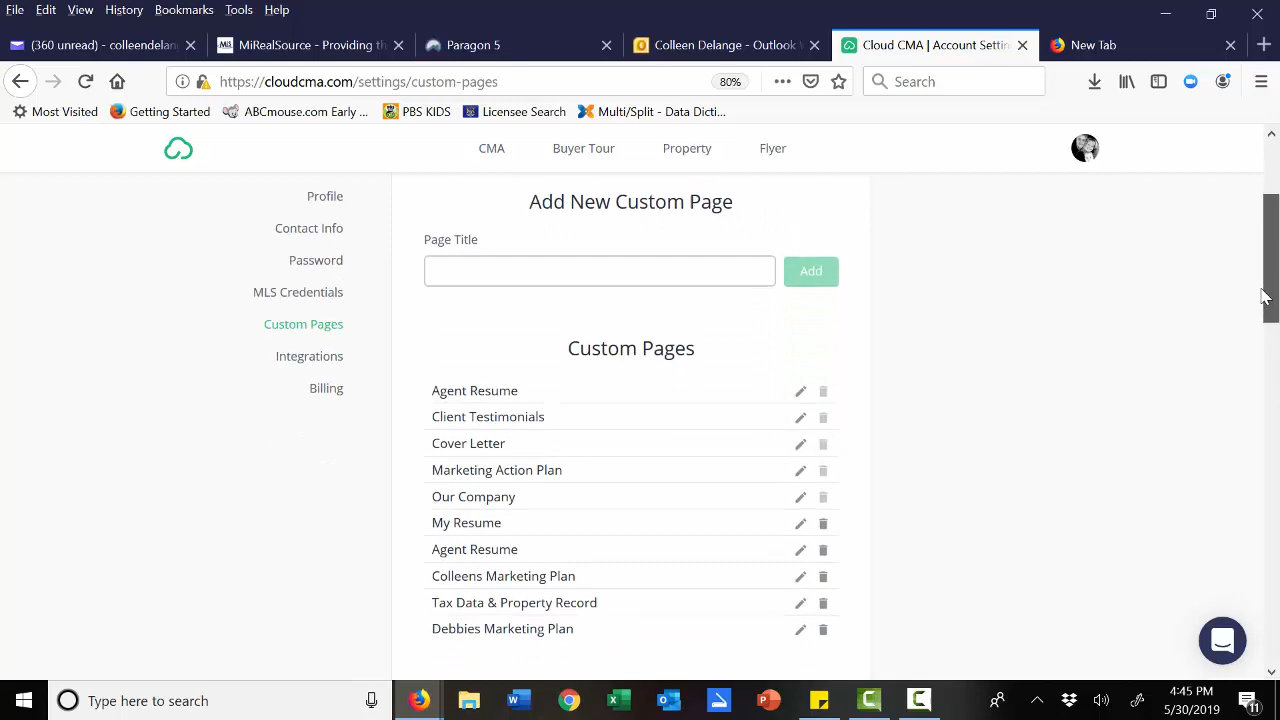 File Edit View History Bookmarks Tools Help
(360 unread) - colleendelan
MiRealSource - Providing th
Paragon 5
Colleen Delange - Outlook
Cloud CMA | Account Settin
New Tab
https://cloudcma.com/settings/custom-pages
80%
Search
Most Visited
Getting Started
ABCmouse.com Early ...
PBS KIDS
Licensee Search
Multi/Split - Data Dicti...
CMA
Buyer Tour
Property
Flyer
Profile
Contact Info
Password
MLS Credentials
Custom Pages
Integrations
Billing
Add New Custom Page
Page Title
Add
Custom Pages
Agent Resume
Client Testimonials
Cover Letter
Marketing Action Plan
Our Company
My Resume
Agent Resume
Colleens Marketing Plan
Tax Data & Property Record
Debbies Marketing Plan
Type here to search
4:45 PM
5/30/2019
11